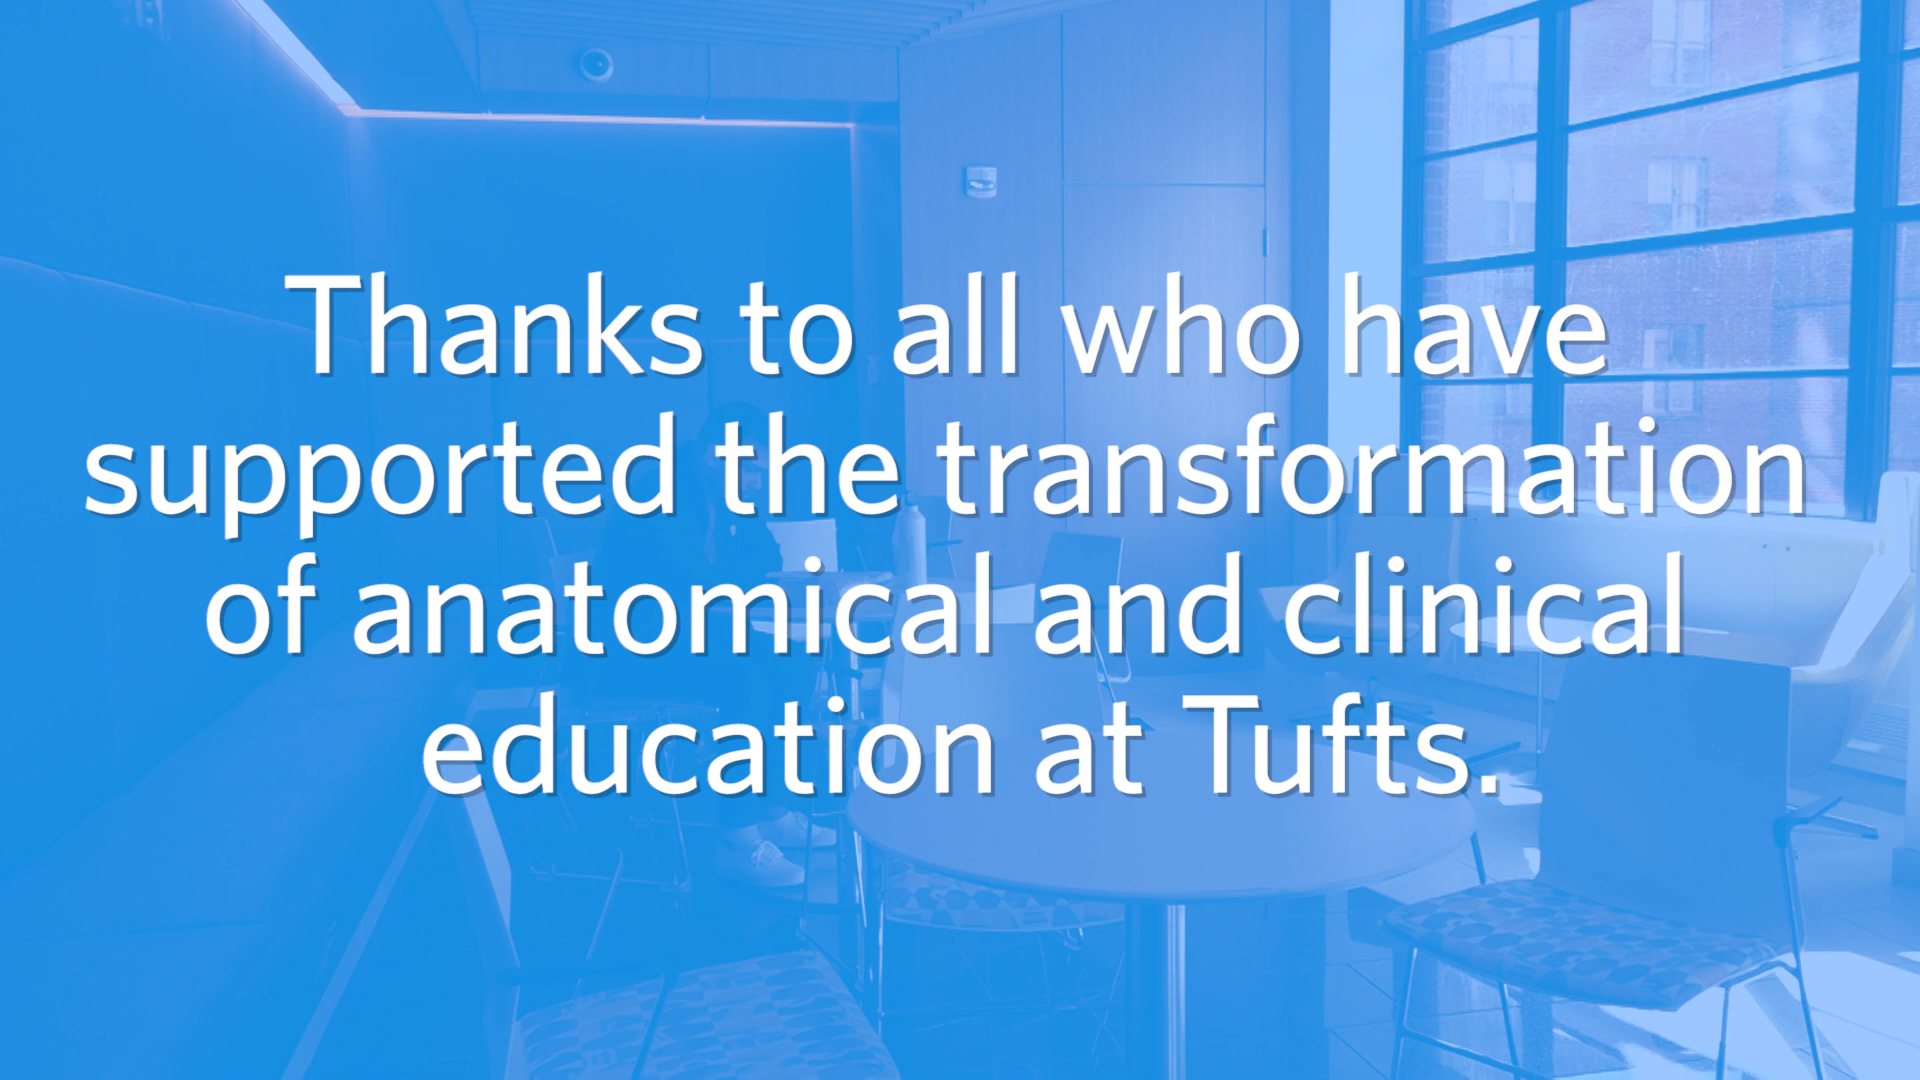 Thanks to all who have
supported the transformation
of anatomical and clinical
education at Tufts.